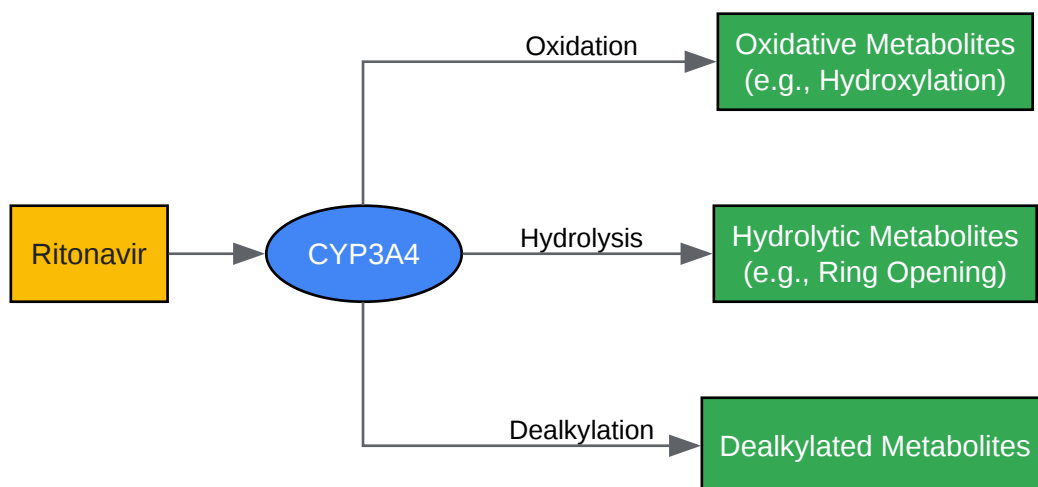 Oxidation
Oxidative Metabolites
(e.g., Hydroxylation)
Ritonavir
CYP3A4
Hydrolysis
Hydrolytic Metabolites
(e.g., Ring Opening)
Dealkylation
Dealkylated Metabolites